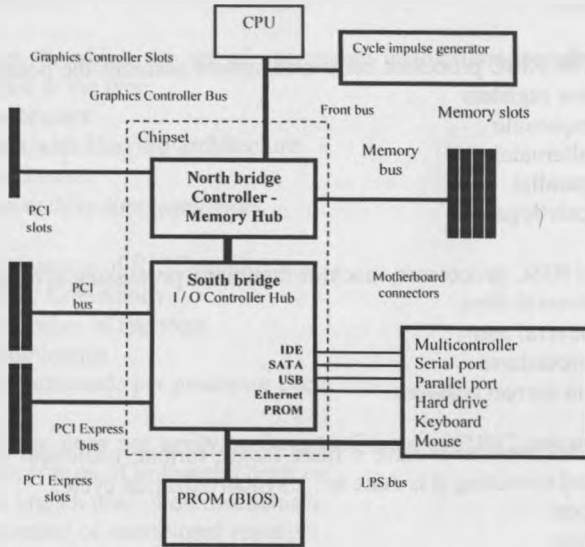 CPU
Cycle impulse generator
Graphics Controller Slots
Graphics Controller Bus
Front bus
Memory slots
Chipset
Memory
bus
North bridge
Controller -
Memory Hub
PCI
slots
South bridge
I / O Controller Hub
PCI
bus
Motherboard
connectors
IDE
SATA
USB
Ethernet
PROM
Multicontroller
Serial port
Parallel port
Hard drive
Keyboard
Mouse
PCI Express
bus
PCI Express
slots
PROM (BIOS)
LPS bus